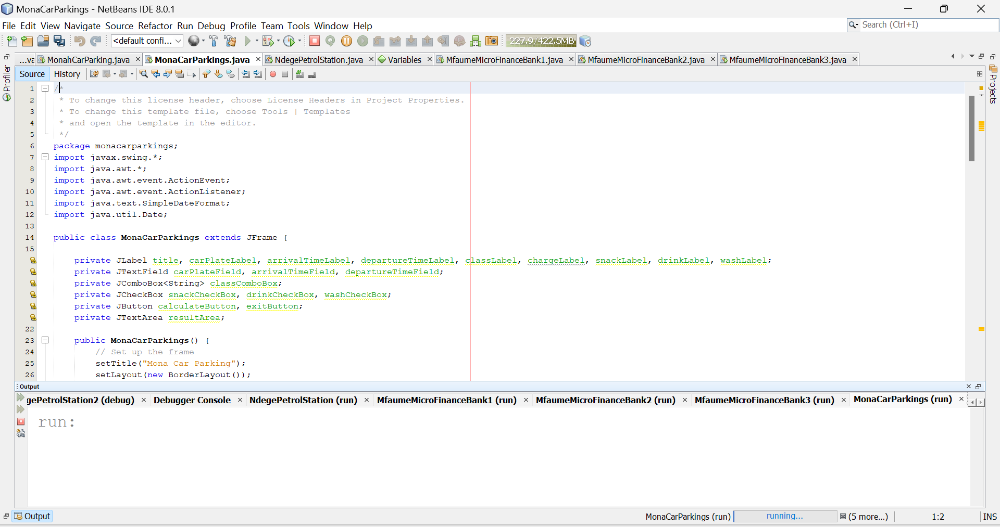 MonaCarParkings - NetBeans IDE 8.0.1
File Edit View Navigate Source Refactor Run Debug Profile Team Tools Window Help
Search (Ctrl+I)
<default confi...
227.9/422.5MB
...va MonahCarParking.java MonaCarParkings.java NdegePetrolStation.java Variables MfaumeMicroFinanceBank1.java MfaumeMicroFinanceBank2.java MfaumeMicroFinanceBank3.java
Profiler
Projects
Source History
1 /*
2 * To change this license header, choose License Headers in Project Properties.
3 * To change this template file, choose Tools | Templates
4 * and open the template in the editor.
5 */
6 package monacarparkings;
7 import javax.swing.*;
8 import java.awt.*;
9 import java.awt.event.ActionEvent;
10 import java.awt.event.ActionListener;
11 import java.text.SimpleDateFormat;
12 import java.util.Date;
13
14 public class MonaCarParkings extends JFrame {
15
private JLabel title, carPlateLabel, arrivalTimeLabel, departureTimeLabel, classLabel, chargeLabel, snackLabel, drinkLabel, washLabel;
private JTextField carPlateField, arrivalTimeField, departureTimeField;
private JComboBox<String> classComboBox;
private JCheckBox snackCheckBox, drinkCheckBox, washCheckBox;
private JButton calculateButton, exitButton;
private JTextArea resultArea;
22
23 public MonaCarParkings() {
24 // Set up the frame
25 setTitle("Mona Car Parking");
26 setLayout(new BorderLayout());
Output
gePetrolStation2 (debug) Debugger Console NdegePetrolStation (run) MfaumeMicroFinanceBank1 (run) MfaumeMicroFinanceBank2 (run) MfaumeMicroFinanceBank3 (run) MonaCarParkings (run)
run:
Output
MonaCarParkings (run) running... (5 more...) 1:2 INS